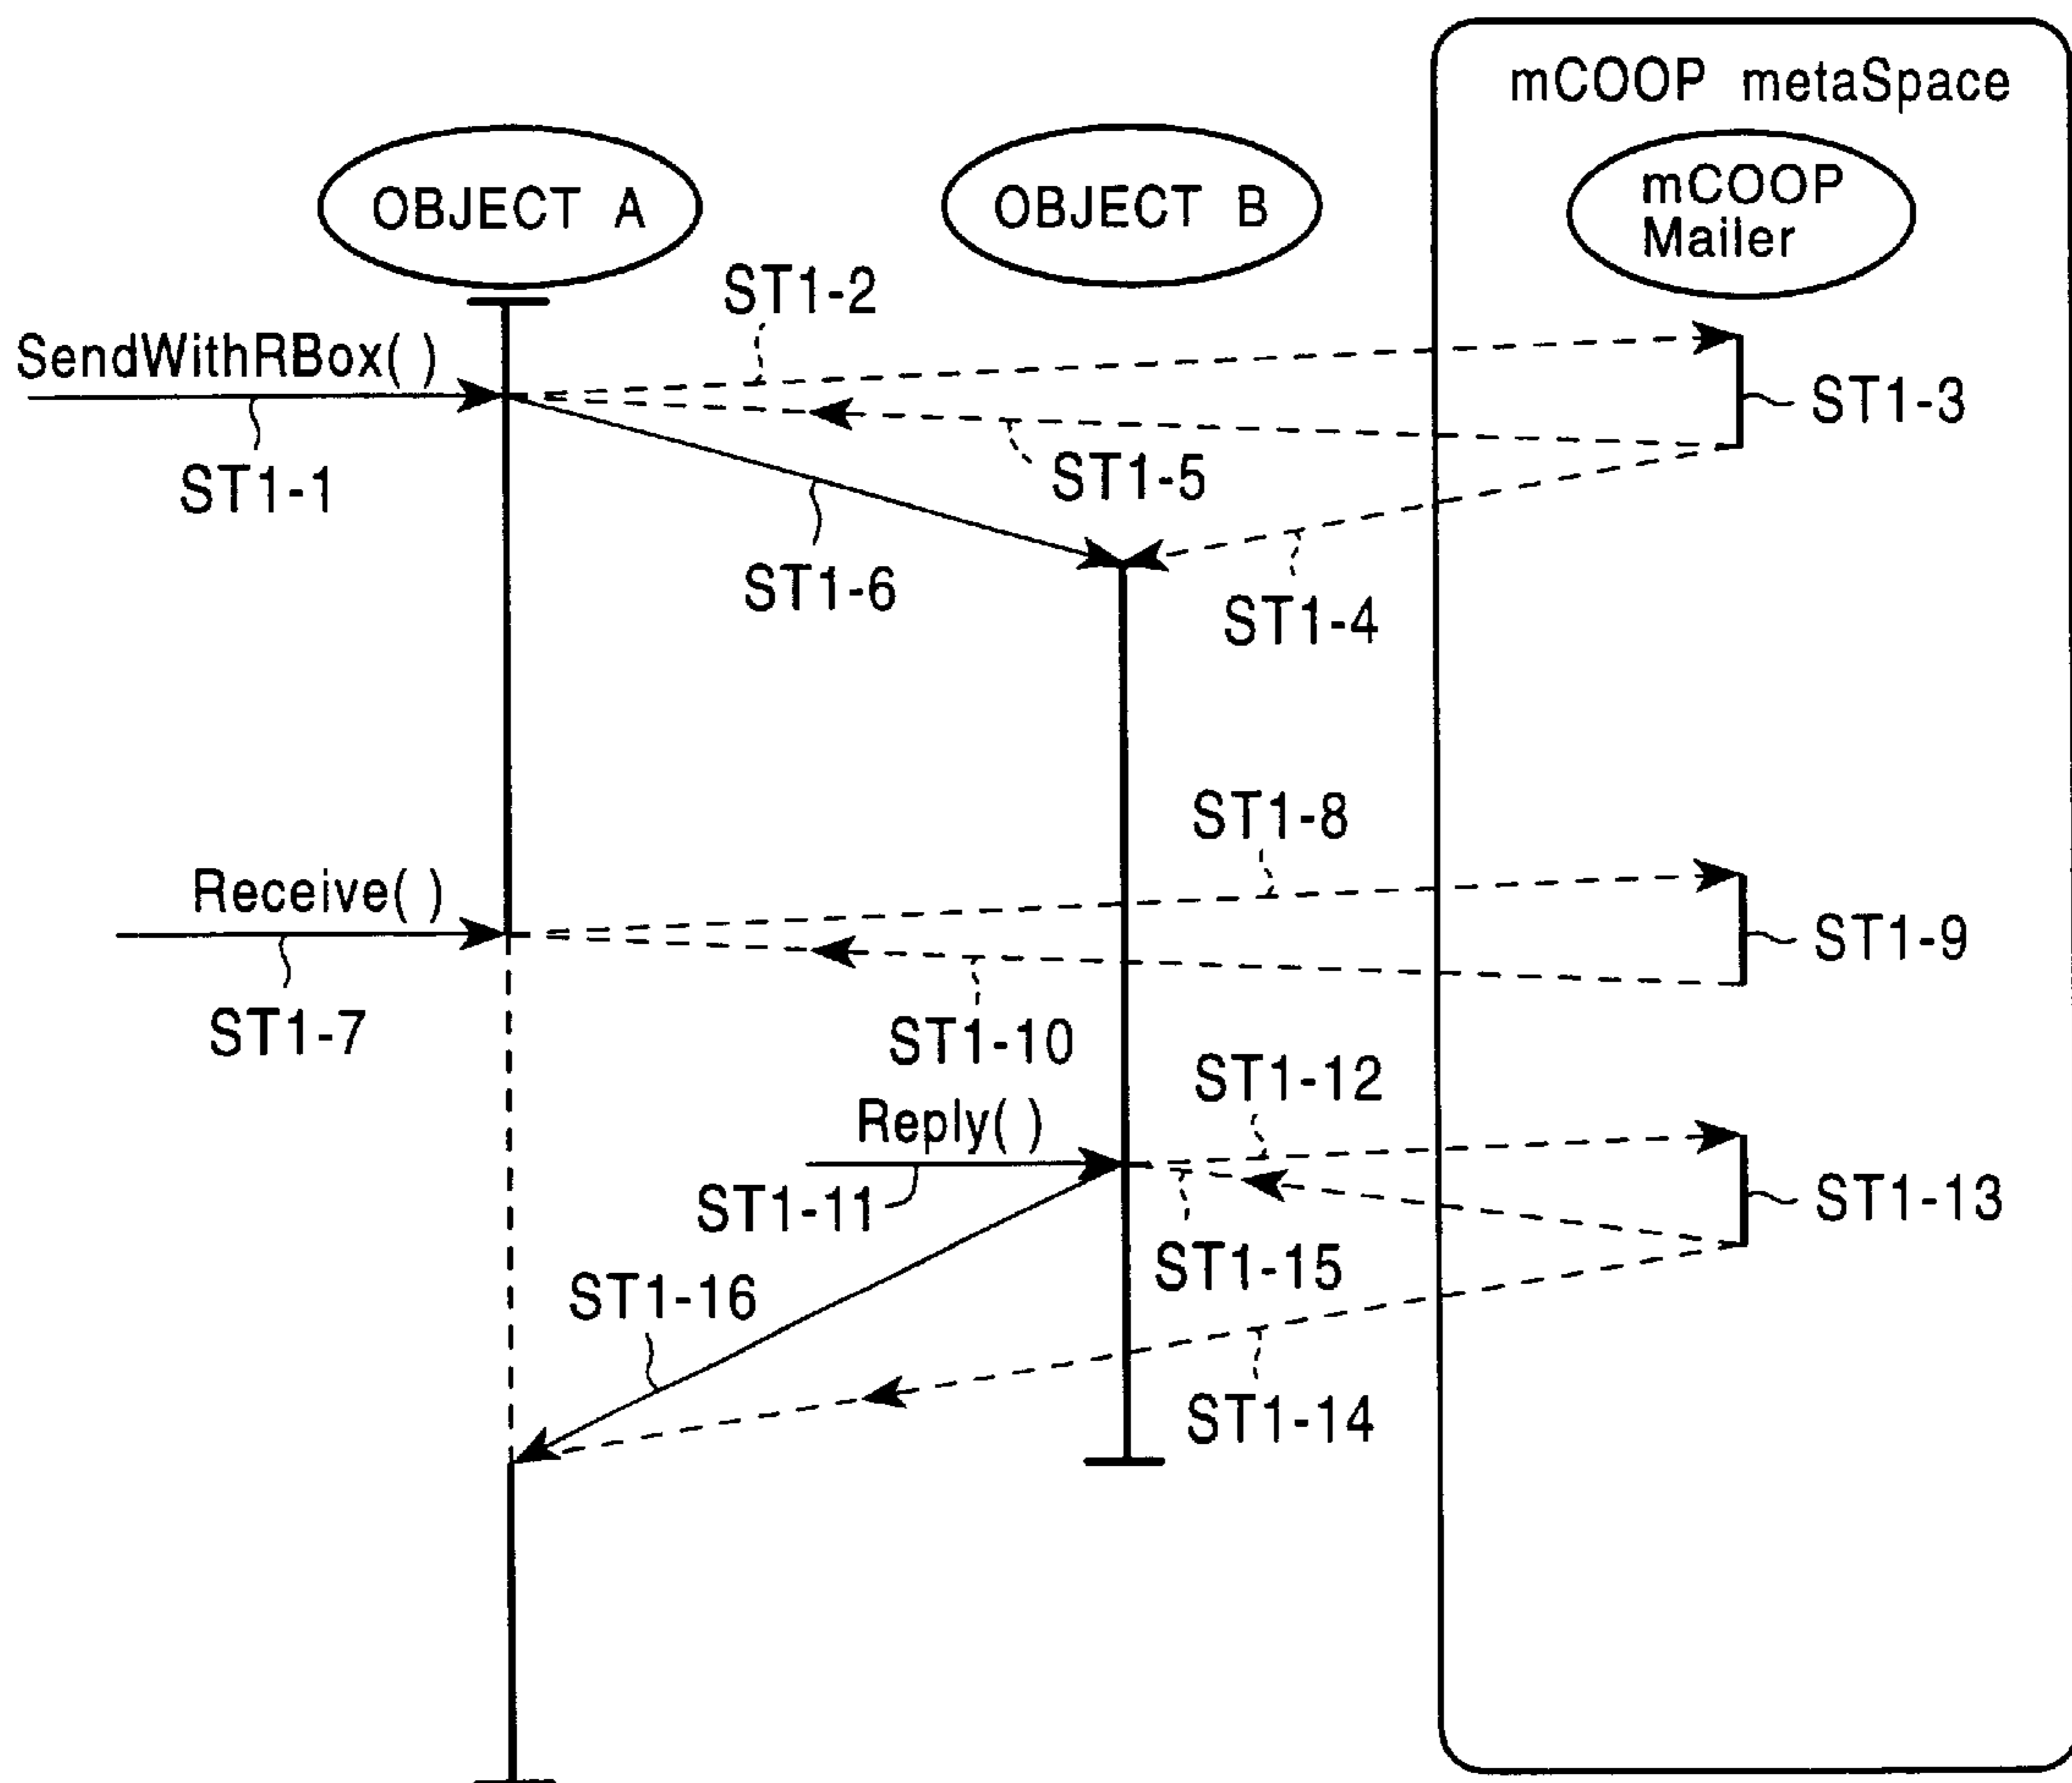 mCOOP metaSpace
OBJECT A
OBJECT B
mCOOP
Mailer
ST1-2
SendWithRBox( )
ST1-3
ST1-1
ST1-5
ST1-6
ST1-4
ST1-8
Receive( )
ST1-9
ST1-7
ST1-10
ST1-12
Reply( )
ST1-11
ST1-13
ST1-15
ST1-16
ST1-14